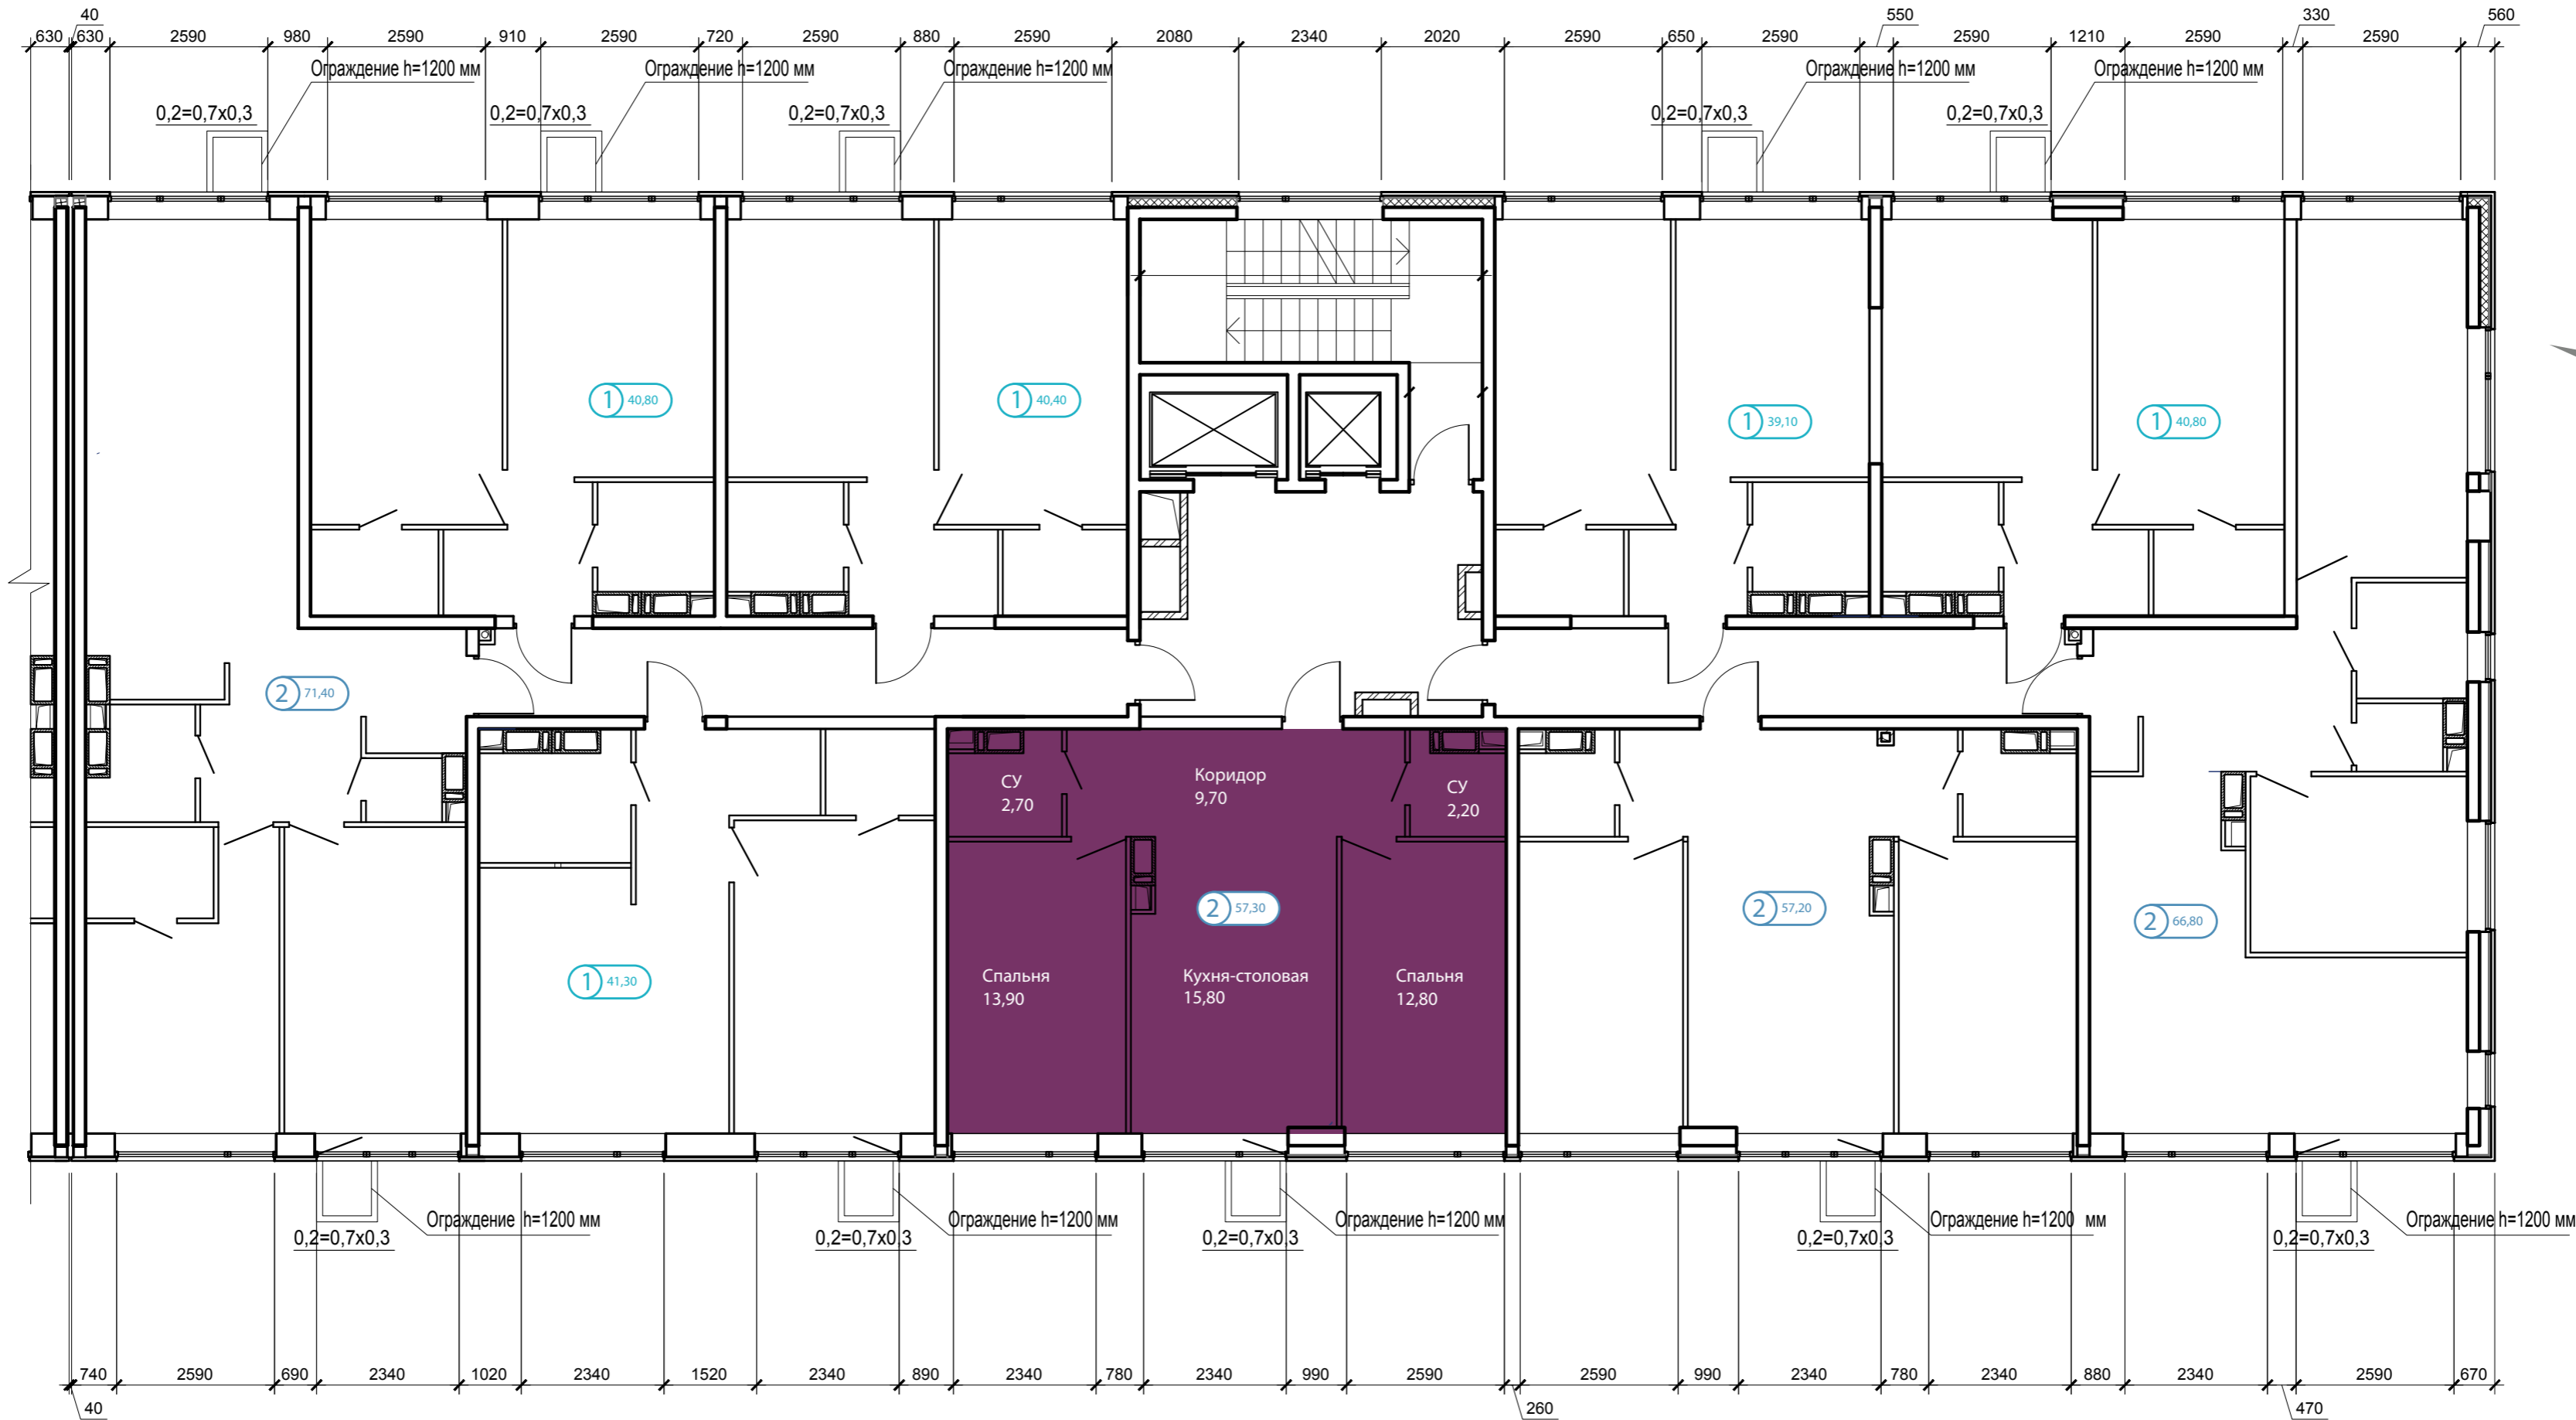 40 550 330 560
630 630 2590 980 2590 910 2590 720 2590 880 2590 2080 2340 2020 2590 650 2590 2590 1210 2590 2590
Ограждение h=1200 мм Ограждение h=1200 мм Ограждение h=1200 мм Ограждение h=1200 мм Ограждение h=1200 мм
0,2=0,7х0,3 0,2=0,7х0,3 0,2=0,7х0,3 0,2=0,7х0,3 0,2=0,7х0,3
1 40,80 1 40,40 1 39,10 1 40,80
2 71,40
СУ
2,70
Коридор
9,70
СУ
2,20
2 57,30 2 57,20 2 66,80
1 41,30
Спальня
13,90
Кухня-столовая
15,80
Спальня
12,80
Ограждение h=1200 мм Ограждение h=1200 мм Ограждение h=1200 мм Ограждение h=1200 мм Ограждение h=1200 мм
0,2=0,7х0,3 0,2=0,7х0,3 0,2=0,7х0,3 0,2=0,7х0,3 0,2=0,7х0,3
740 2590 690 2340 1020 2340 1520 2340 890 2340 780 2340 990 2590 2590 990 2340 780 2340 880 2340 2590 670
40 260 470